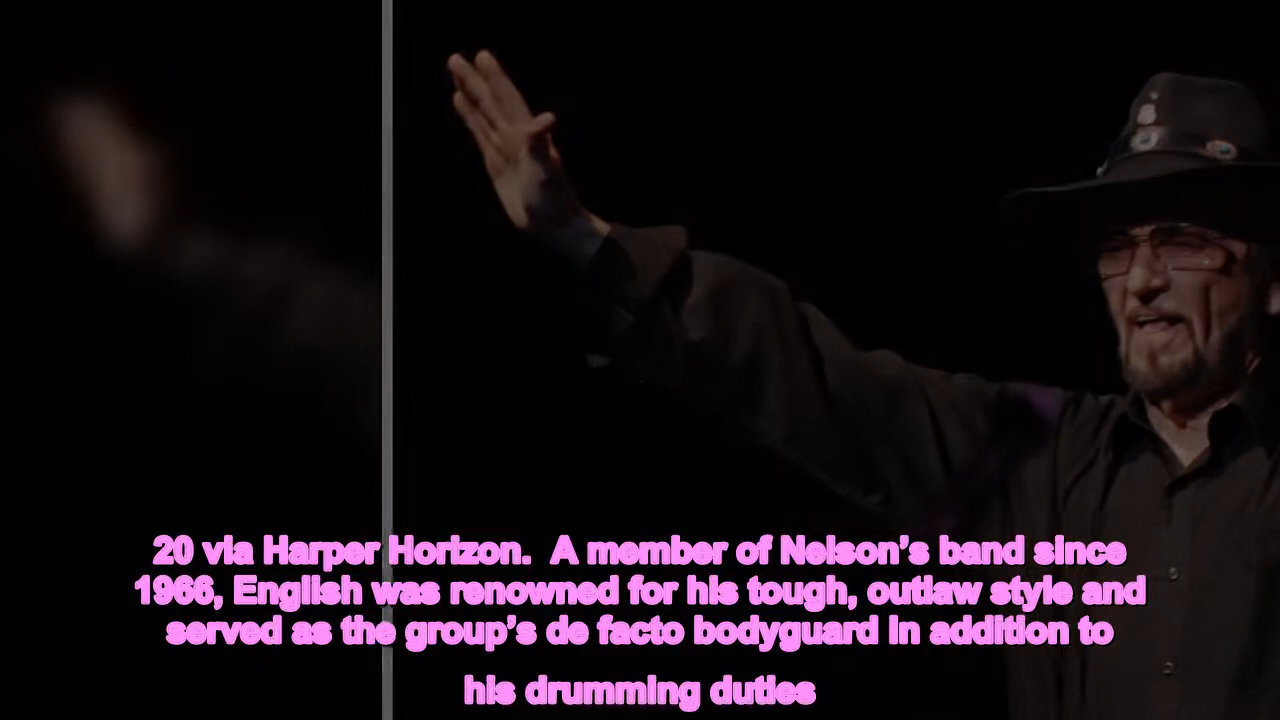 20 via Harper Horizon.  A member of Nelson’s band since
1966, English was renowned for his tough, outlaw style and
served as the group’s de facto bodyguard in addition to
his drumming duties